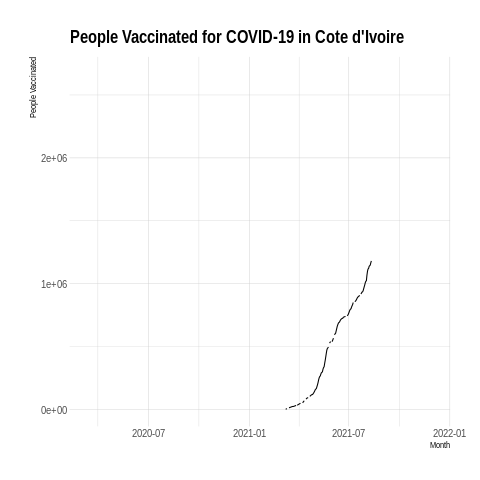 People Vaccinated for COVID-19 in Cote d'Ivoire
People Vaccinated
2e+06
1e+06
0e+00
2020-07 2021-01 2021-07 2022-01
Month